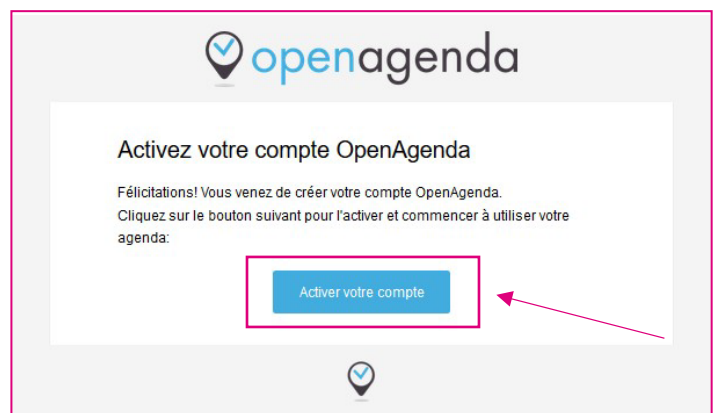 openagenda
Activez votre compte OpenAgenda
Félicitations! Vous venez de créer votre compte OpenAgenda.
Cliquez sur le bouton suivant pour l'activer et commencer à utiliser votre
agenda:
Activer votre compte